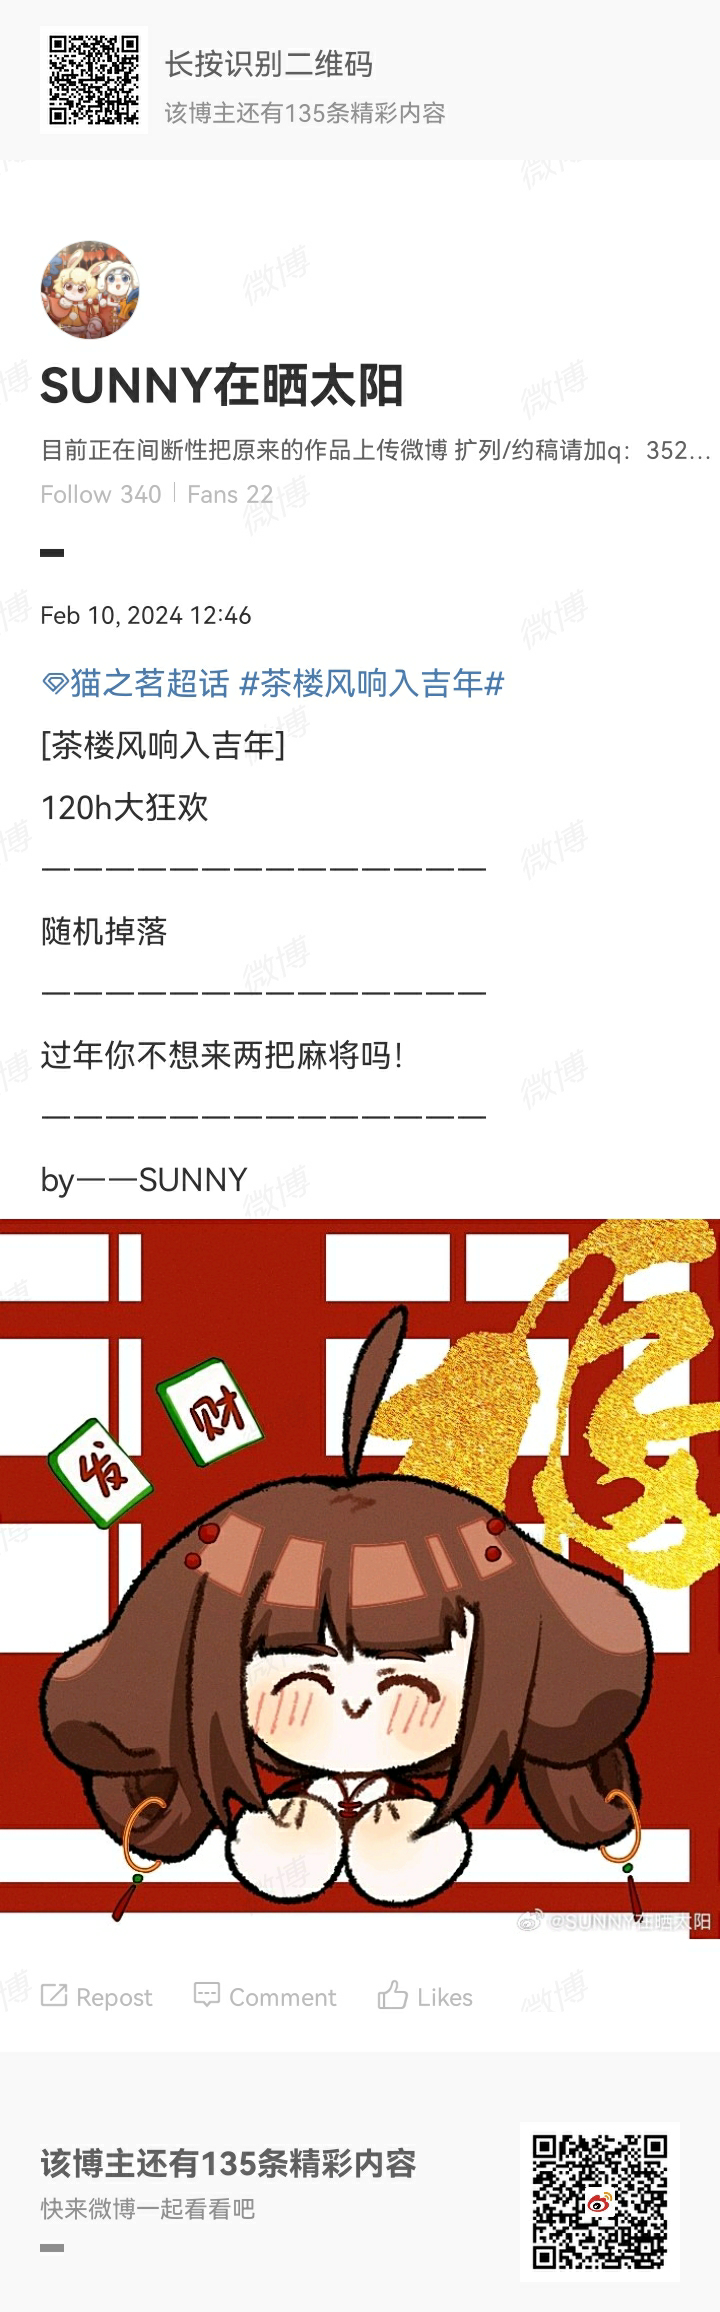 长按识别二维码
该博主还有135条精彩内容
SUNNY在晒太阳
目前正在间断性把原来的作品上传微博 扩列/约稿请加q：352...
Follow 340 | Fans 22
Feb 10, 2024 12:46
猫之茗超话 #茶楼风响入吉年#
[茶楼风响入吉年]
120h大狂欢
——————————————
随机掉落
——————————————
过年你不想来两把麻将吗！
——————————————
by——SUNNY
财
发
@SUNNY在晒太阳
Repost
Comment
Likes
该博主还有135条精彩内容
快来微博一起看看吧
微博